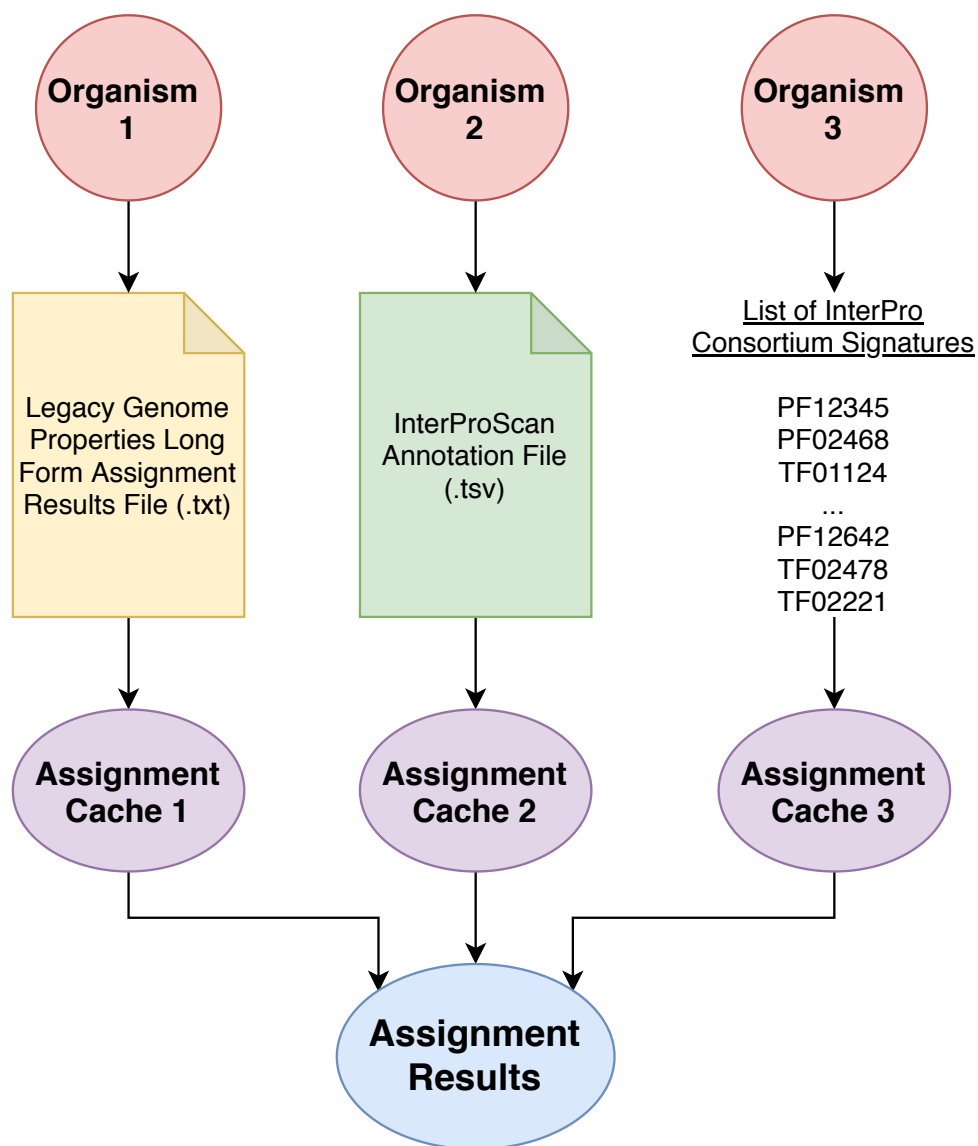 Organism
1
Organism
2
Organism
3
Legacy Genome
Properties Long
Form Assignment
Results File (.txt)
InterProScan
Annotation File
(.tsv)
List of InterPro
Consortium Signatures
PF12345
PF02468
TF01124
...
PF12642
TF02478
TF02221
Assignment
Cache 1
Assignment
Cache 2
Assignment
Cache 3
Assignment
Results